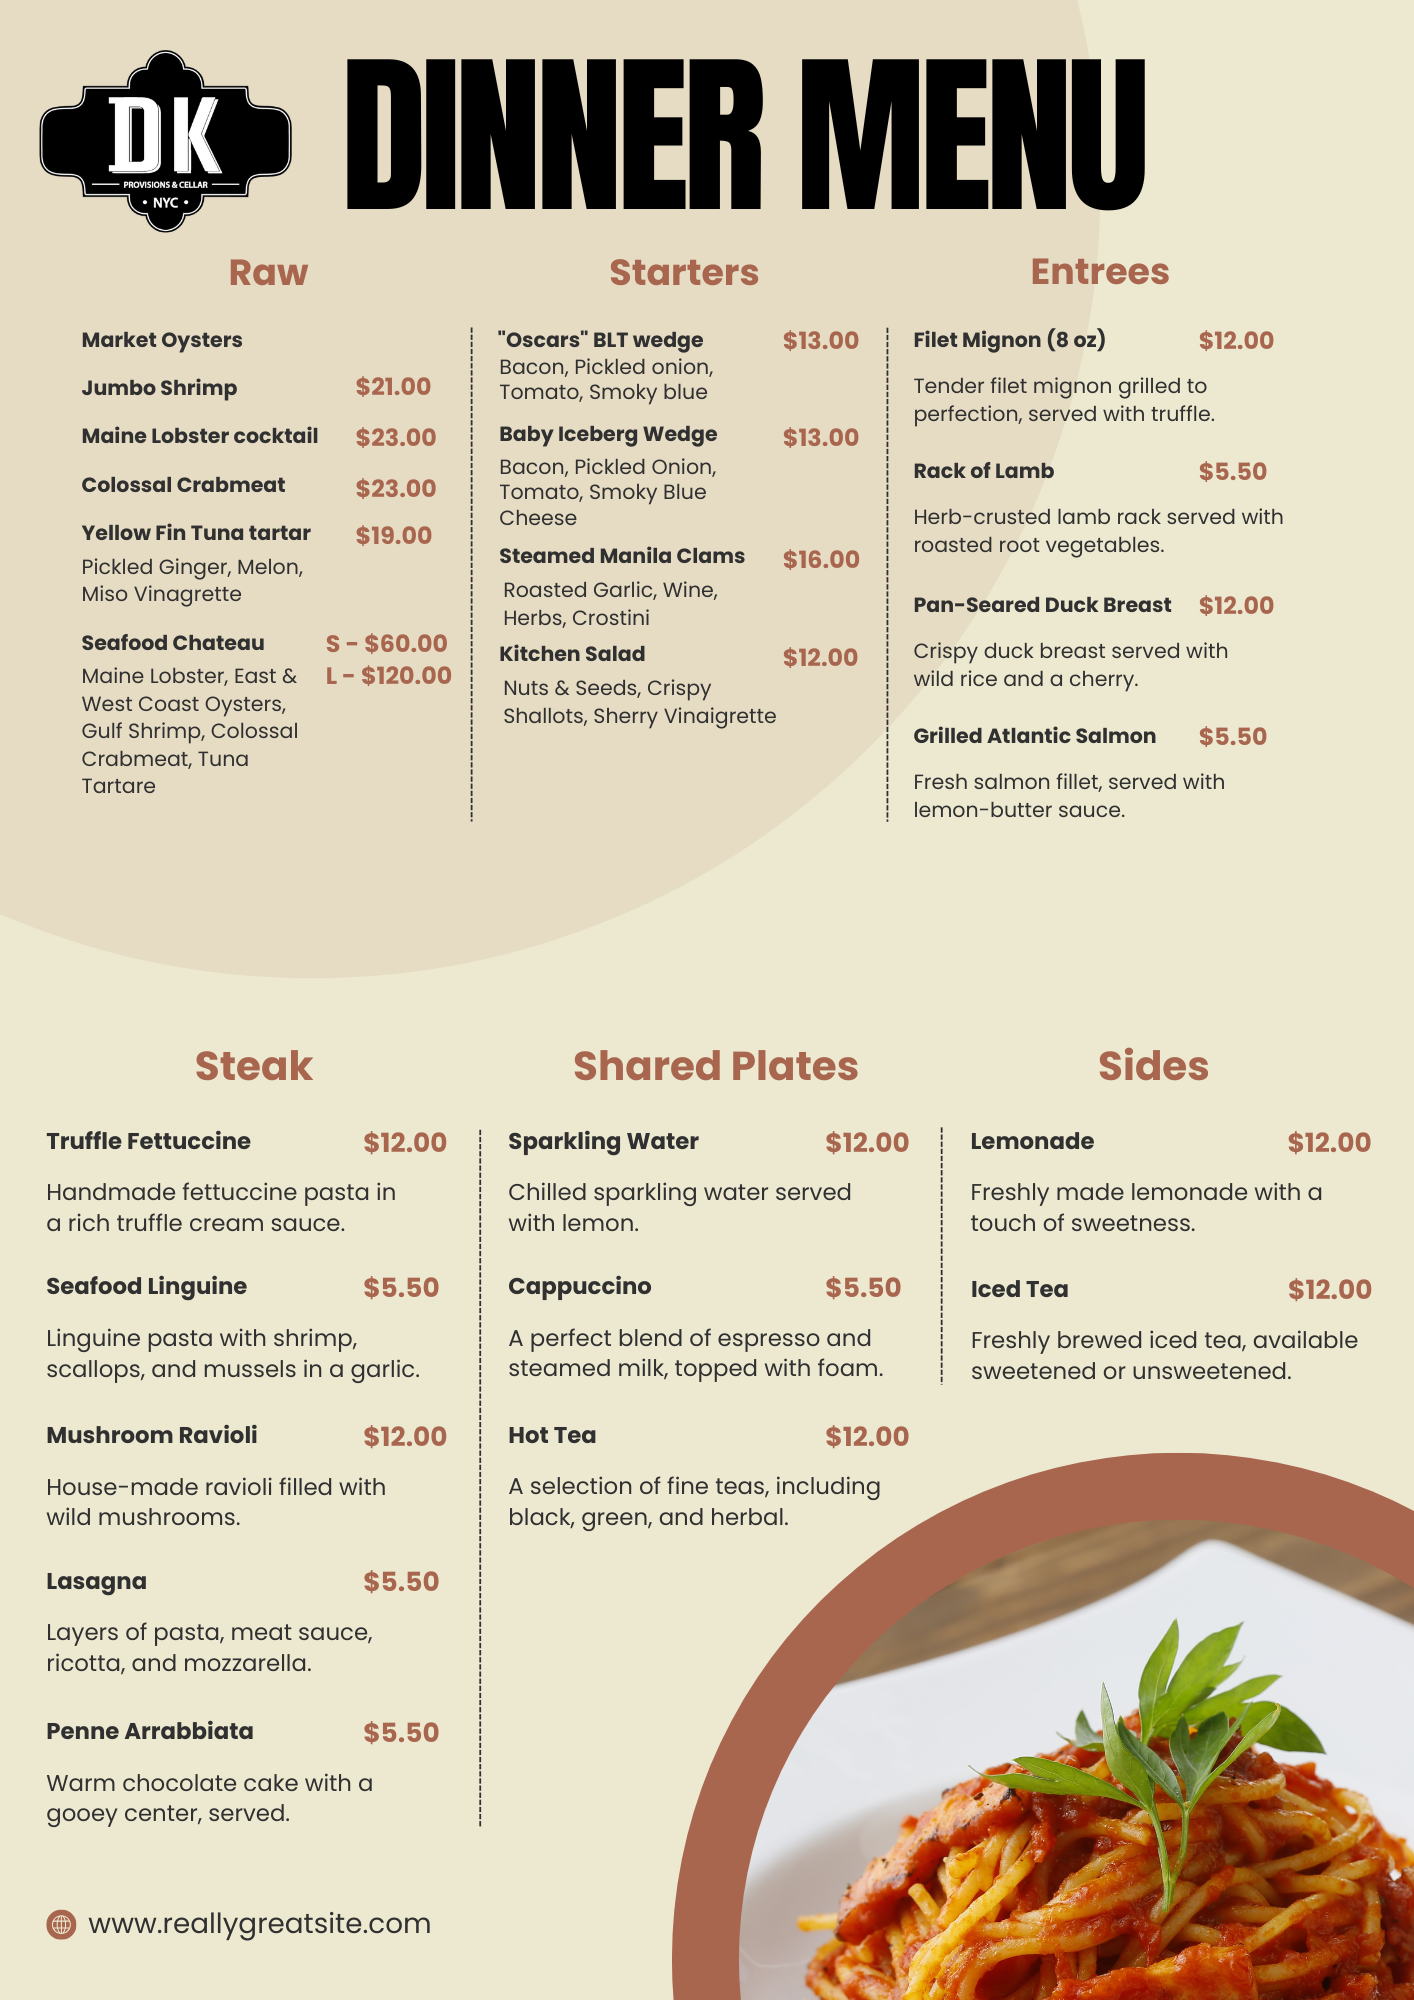 DK
PROVISIONS & CELLAR
• NYC •
DINNER MENU
Raw
Market Oysters
Jumbo Shrimp $21.00
Maine Lobster cocktail $23.00
Colossal Crabmeat $23.00
Yellow Fin Tuna tartar $19.00
Pickled Ginger, Melon,
Miso Vinagrette
Seafood Chateau S - $60.00
Maine Lobster, East & L - $120.00
West Coast Oysters,
Gulf Shrimp, Colossal
Crabmeat, Tuna
Tartare
Starters
"Oscars" BLT wedge $13.00
Bacon, Pickled onion,
Tomato, Smoky blue
Baby Iceberg Wedge $13.00
Bacon, Pickled Onion,
Tomato, Smoky Blue
Cheese
Steamed Manila Clams $16.00
Roasted Garlic, Wine,
Herbs, Crostini
Kitchen Salad $12.00
Nuts & Seeds, Crispy
Shallots, Sherry Vinaigrette
Entrees
Filet Mignon (8 oz) $12.00
Tender filet mignon grilled to
perfection, served with truffle.
Rack of Lamb $5.50
Herb-crusted lamb rack served with
roasted root vegetables.
Pan-Seared Duck Breast $12.00
Crispy duck breast served with
wild rice and a cherry.
Grilled Atlantic Salmon $5.50
Fresh salmon fillet, served with
lemon-butter sauce.
Steak
Truffle Fettuccine $12.00
Handmade fettuccine pasta in
a rich truffle cream sauce.
Seafood Linguine $5.50
Linguine pasta with shrimp,
scallops, and mussels in a garlic.
Mushroom Ravioli $12.00
House-made ravioli filled with
wild mushrooms.
Lasagna $5.50
Layers of pasta, meat sauce,
ricotta, and mozzarella.
Penne Arrabbiata $5.50
Warm chocolate cake with a
gooey center, served.
Shared Plates
Sparkling Water $12.00
Chilled sparkling water served
with lemon.
Cappuccino $5.50
A perfect blend of espresso and
steamed milk, topped with foam.
Hot Tea $12.00
A selection of fine teas, including
black, green, and herbal.
Sides
Lemonade $12.00
Freshly made lemonade with a
touch of sweetness.
Iced Tea $12.00
Freshly brewed iced tea, available
sweetened or unsweetened.
www.reallygreatsite.com